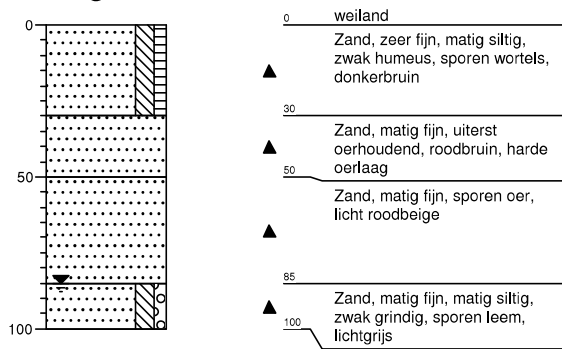 0
50
100
0
weiland
Zand, zeer fijn, matig siltig,
zwak humeus, sporen wortels,
donkerbruin
30
Zand, matig fijn, uiterst
oerhoudend, roodbruin, harde
oerlaag
50
Zand, matig fijn, sporen oer,
licht roodbeige
85
Zand, matig fijn, matig siltig,
zwak grindig, sporen leem,
lichtgrijs
100